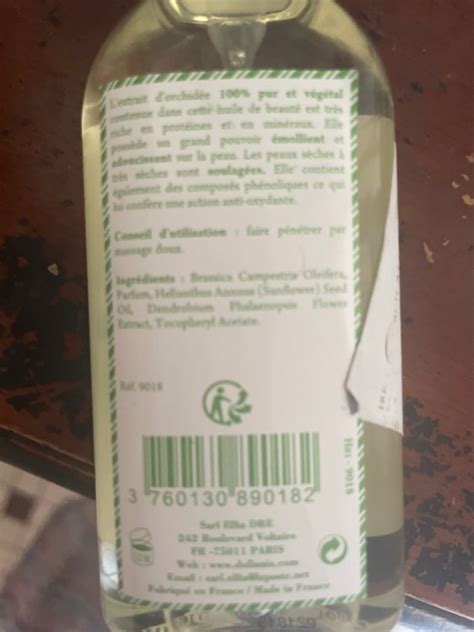 L'extrait d'orchidée 100% pur et végétal
contenue dans cette huile de beauté est très
riche en protéines et en minéraux. Elle
possède un grand pouvoir émollient et
adoucissant sur la peau. Les peaux sèches à
très sèches sont soulagées. Elle contient
également des composés phénoliques ce qui
lui confère une action anti-oxydante.
Conseil d'utilisation : faire pénétrer par
massage doux.
Ingrédients : Brassica Campestris Oleifera,
Parfum, Helianthus Annuus (Sunflower) Seed
Oil, Dendrobium Phalaenopsis Flower
Extract, Tocopheryl Acetate.
Réf. 9018
3 760130 890182
Sarl Ellia DBE
242 Boulevard Voltaire
FR -75011 PARIS
Fabriqué en France / Made in France